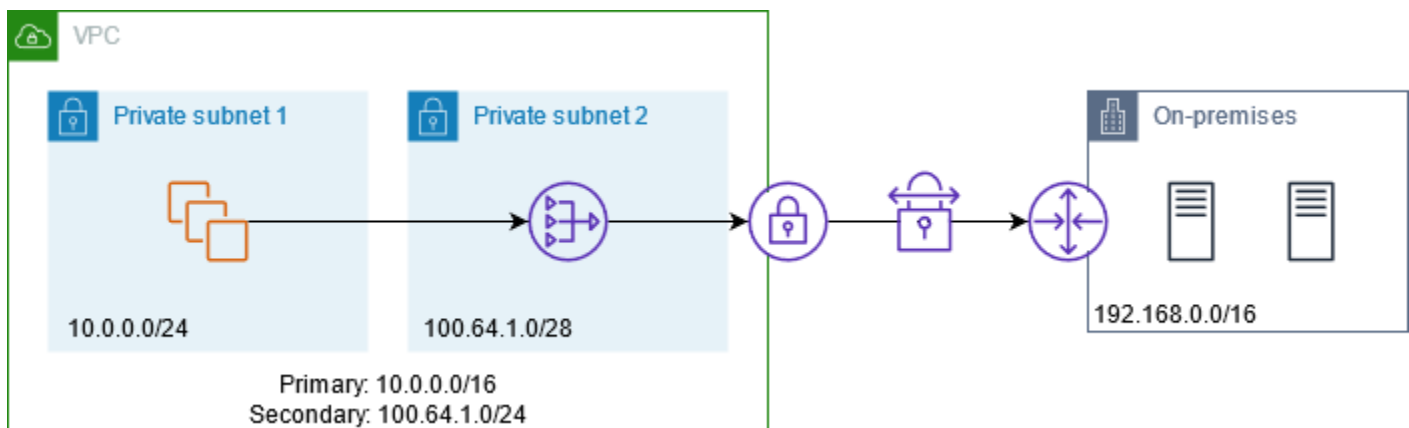 VPC
Private subnet 1
Private subnet 2
On-premises
10.0.0.0/24
100.64.1.0/28
192.168.0.0/16
Primary: 10.0.0.0/16
Secondary: 100.64.1.0/24